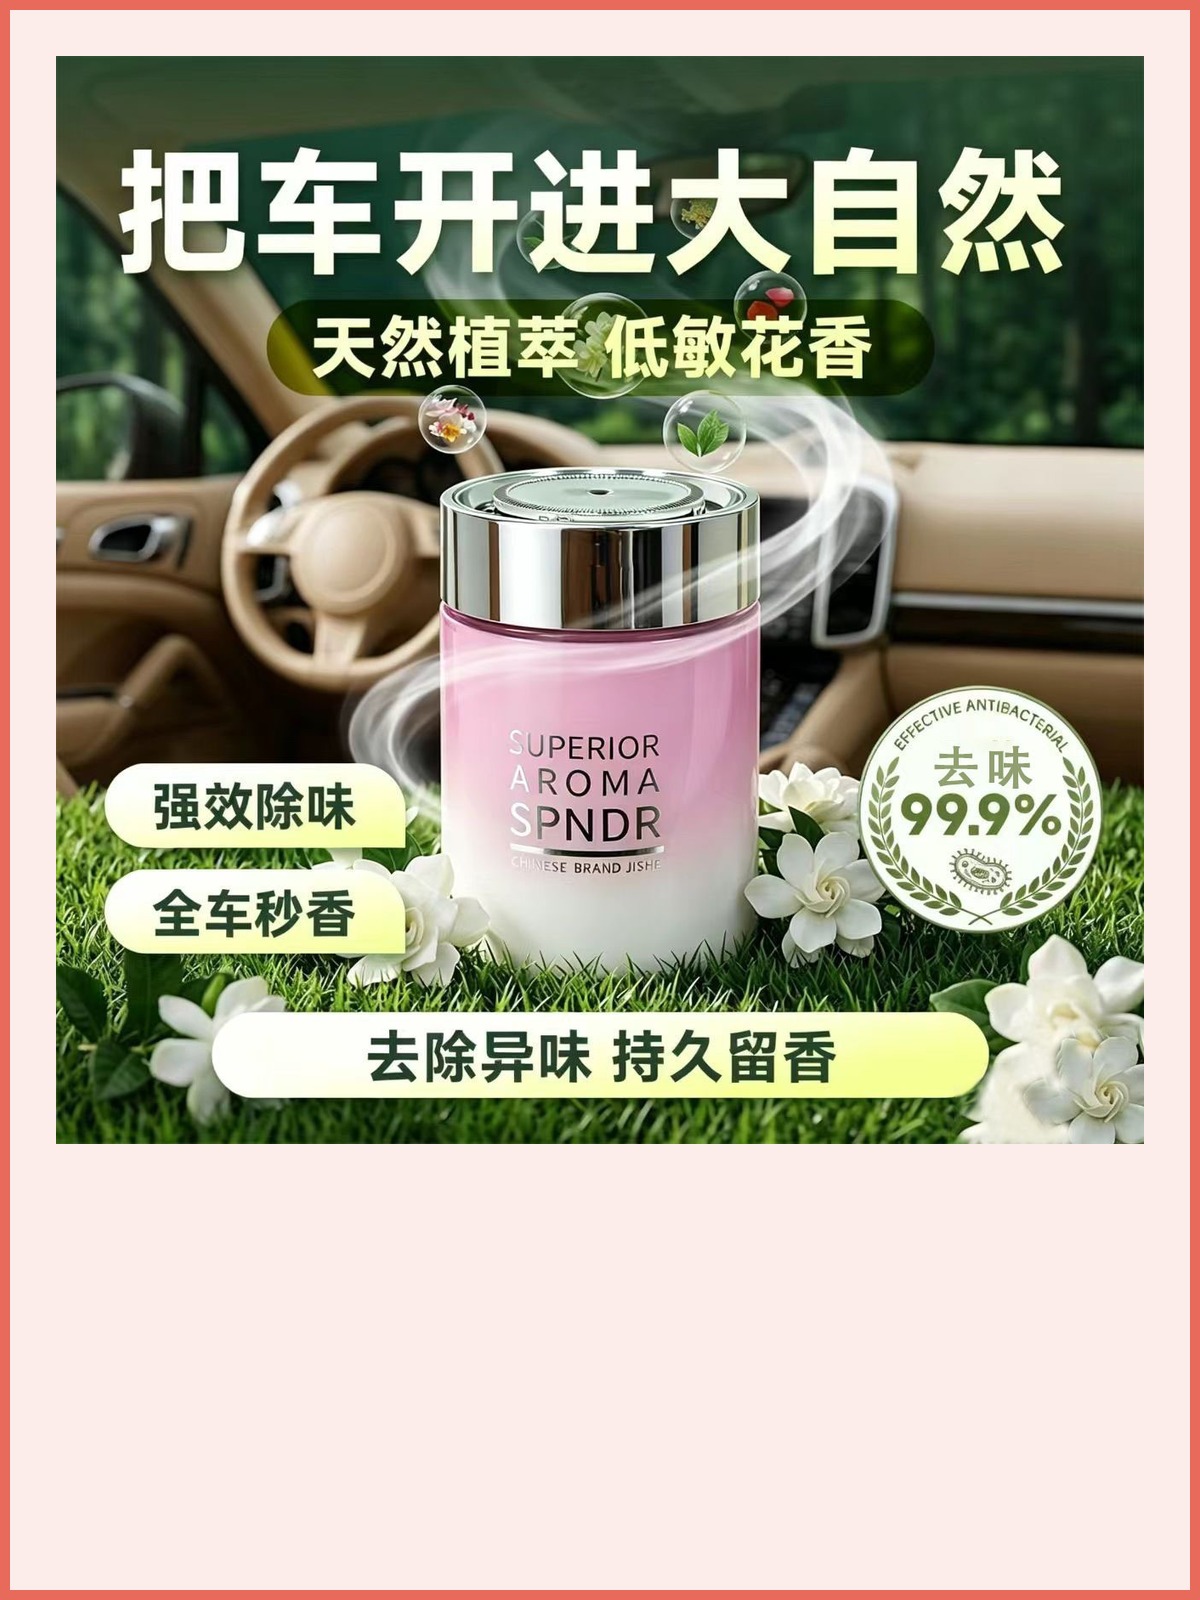 把车开进大自然
天然植萃 低敏花香
SUPERIOR
AROMA
SPNDR
CHINESE BRAND JISHE
EFFECTIVE ANTIBACTERIAL
去味
99.9%
强效除味
全车秒香
去除异味 持久留香